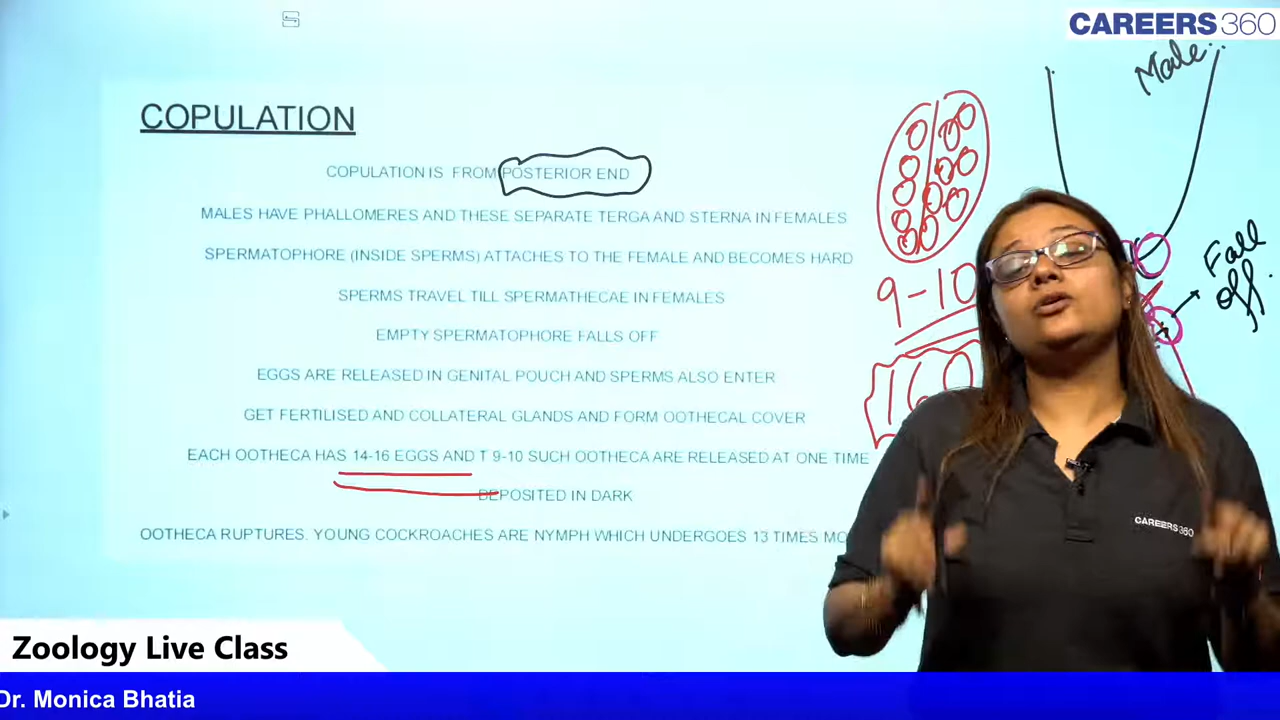 CAREERS360
Male..
COPULATION
COPULATION IS FROM POSTERIOR END
MALES HAVE PHALLOMERES AND THESE SEPARATE TERGA AND STERNA IN FEMALES
SPERMATOPHORE (INSIDE SPERMS) ATTACHES TO THE FEMALE AND BECOMES HARD
Fall
off.
9-10
SPERMS TRAVEL TILL SPERMATHECAE IN FEMALES
EMPTY SPERMATOPHORE FALLS OFF
160
EGGS ARE RELEASED IN GENITAL POUCH AND SPERMS ALSO ENTER
GET FERTILISED AND COLLATERAL GLANDS AND FORM OOTHECAL COVER
EACH OOTHECA HAS 14-16 EGGS AND T 9-10 SUCH OOTHECA ARE RELEASED AT ONE TIME
DEPOSITED IN DARK
OOTHECA RUPTURES. YOUNG COCKROACHES ARE NYMPH WHICH UNDERGOES 13 TIMES
CAREERS360
Zoology Live Class
Dr. Monica Bhatia